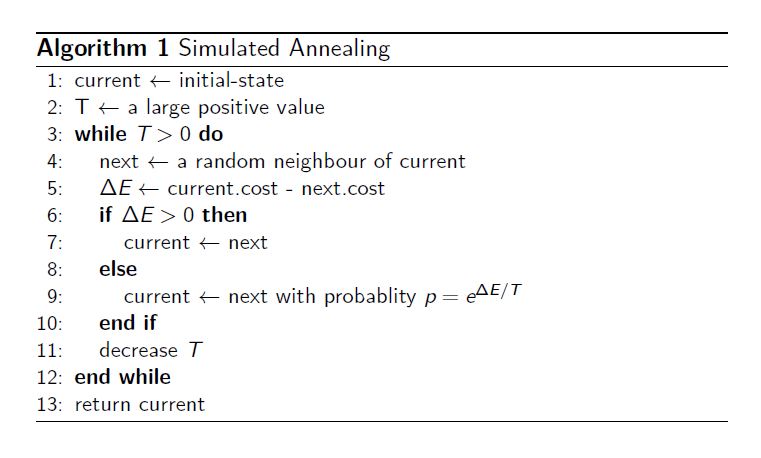 Algorithm 1 Simulated Annealing
1: current ← initial-state
2: T ← a large positive value
3: while T > 0 do
4: next ← a random neighbour of current
5: ΔE ← current.cost - next.cost
6: if ΔE > 0 then
7: current ← next
8: else
9: current ← next with probablity p = e^{ΔE/T}
10: end if
11: decrease T
12: end while
13: return current